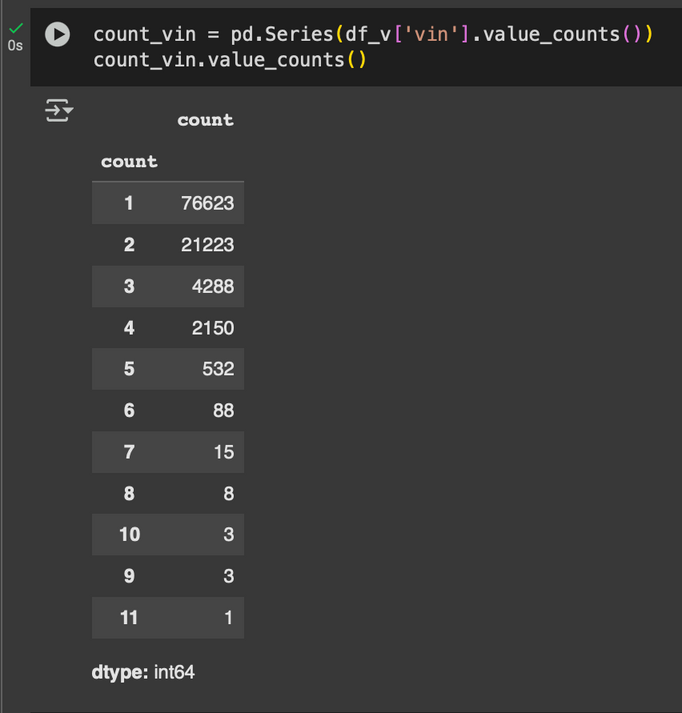 count_vin = pd.Series(df_v['vin'].value_counts())
0s
count_vin.value_counts()
count
count
1 76623
2 21223
3 4288
4 2150
5 532
6 88
7 15
8 8
10 3
9 3
11 1
dtype: int64